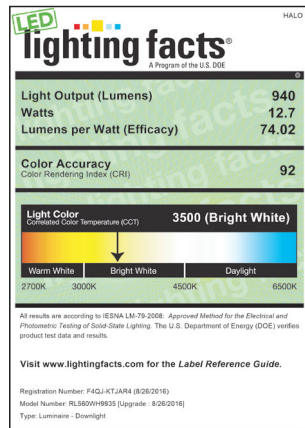 HALO
LED
lighting facts®
A Program of the U.S. DOE
Light Output (Lumens) 940
Watts 12.7
Lumens per Watt (Efficacy) 74.02
Color Accuracy
Color Rendering Index (CRI) 92
Light Color
Correlated Color Temperature (CCT) 3500 (Bright White)
Warm White Bright White Daylight
2700K 3000K 4500K 6500K
All results are according to IESNA LM-79-2008: Approved Method for the Electrical and
Photometric Testing of Solid-State Lighting. The U.S. Department of Energy (DOE) verifies
product test data and results.
Visit www.lightingfacts.com for the Label Reference Guide.
Registration Number: F4QJ-KTJAR4 (8/26/2016)
Model Number: RL560WH9935 [Upgrade : 8/26/2016]
Type: Luminaire - Downlight